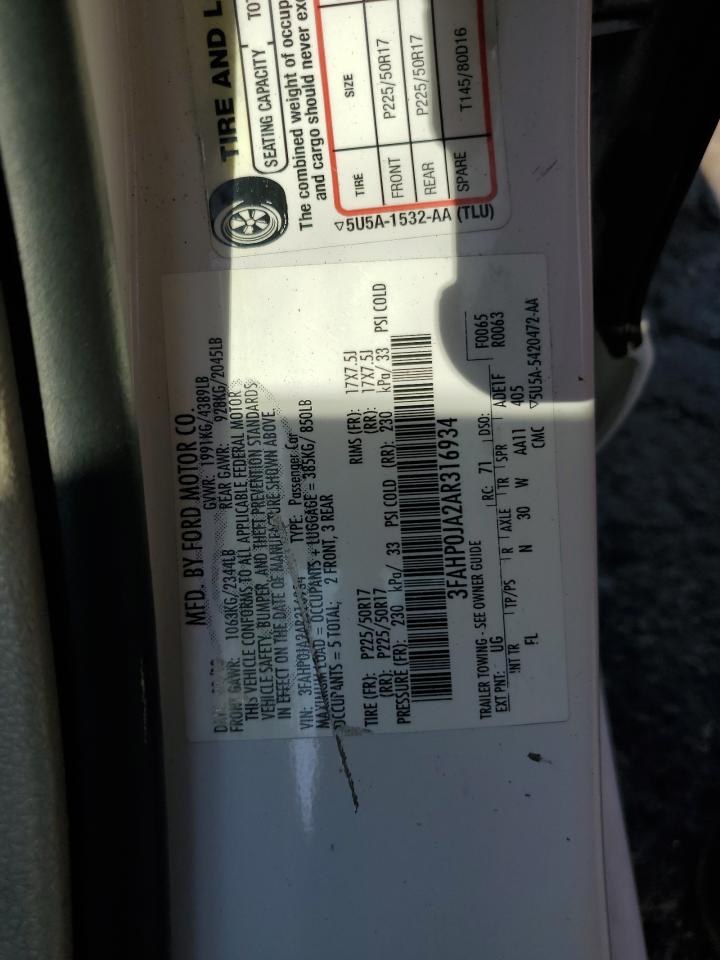 MFD. BY FORD MOTOR CO.
GVWR: 1991KG/4389LB
FRONT GAWR: 1063KG/2344LB REAR GAWR: 928KG/2045LB
THIS VEHICLE CONFORMS TO ALL APPLICABLE FEDERAL MOTOR
VEHICLE SAFETY, BUMPER, AND THEFT PREVENTION STANDARDS
IN EFFECT ON THE DATE OF MANUFACTURE SHOWN ABOVE.
VIN: 3FAHP0JA2AR316934 TYPE: Passenger Car
MAXIMUM LOAD = OCCUPANTS + LUGGAGE = 385KG/ 850LB
OCCUPANTS = 5 TOTAL; 2 FRONT, 3 REAR
TIRE (FR): P225/50R17 RIMS (FR): 17X7.5J
(RR): P225/50R17 (RR): 17X7.5J
PRESSURE (FR): 230 kPa/ 33 PSI COLD (RR): 230 kPa/ 33 PSI COLD
3FAHP0JA2AR316934
TRAILER TOWING - SEE OWNER GUIDE
EXT PNT: UG RC: 71 DSO: F0065
R0063
INT TR TP/PS R AXLE TR SPR ADE1F
FL N 30 W AA11 405
CMC ▽5U5A-5420472-AA
TIRE AND L
SEATING CAPACITY TOT
The combined weight of occup
and cargo should never exc
TIRE SIZE
FRONT P225/50R17
REAR P225/50R17
SPARE T145/80D16
▽5U5A-1532-AA (TLU)